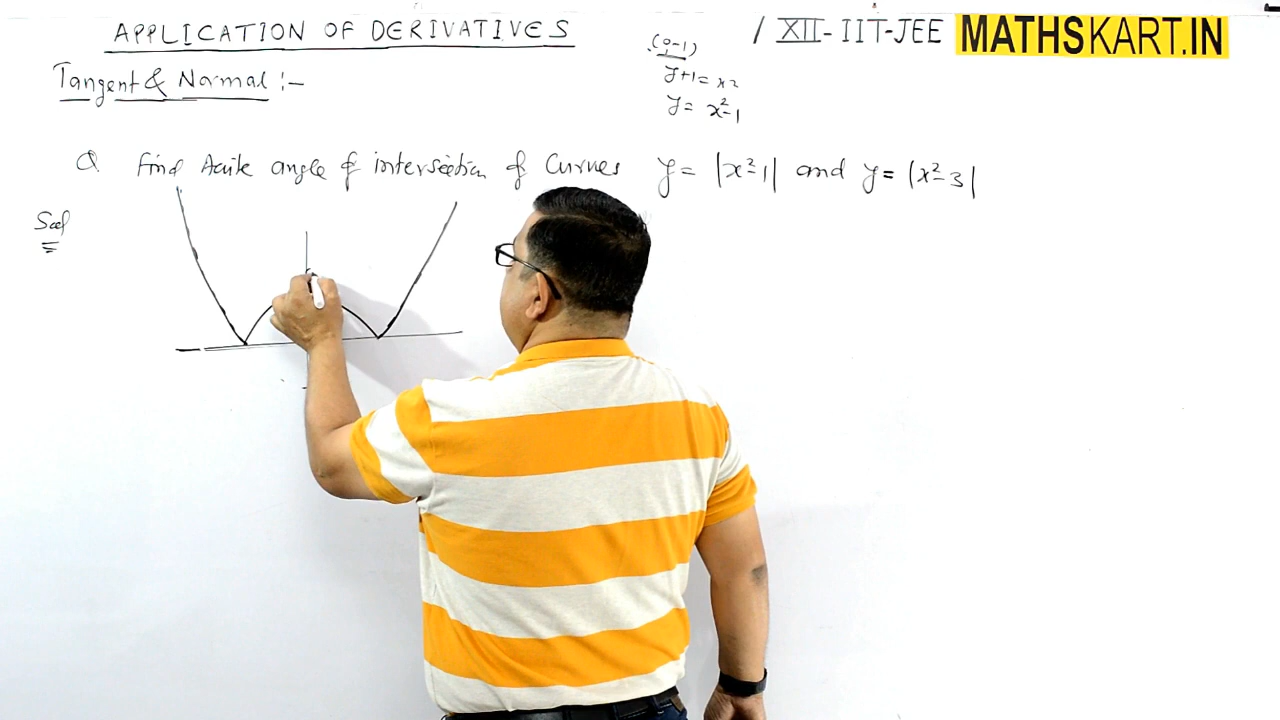 APPLICATION OF DERIVATIVES / XII- IIT-JEE MATHSKART.IN
Tangent & Normal :-
(0,-1)
y+1 = x²
y = x²-1
Q Find Acute angle of intersection of Curves y = |x²-1| and y = |x²-3|
Sol